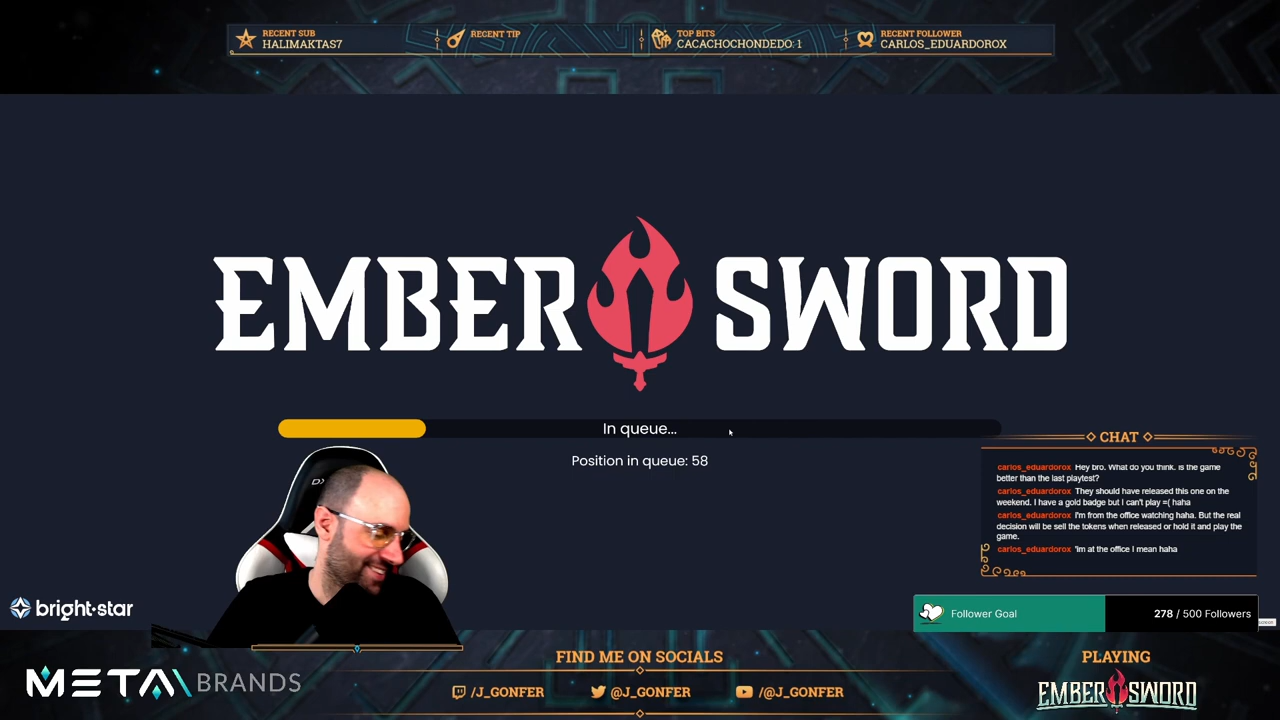 RECENT SUB
HALIMAKTAS7
RECENT TIP
TOP BITS
CACACHOCHONDEDO: 1
RECENT FOLLOWER
CARLOS_EDUARDOROX
EMBER SWORD
In queue...
Position in queue: 58
CHAT
carlos_eduardorox Hey bro. What do you think. Is the game
better than the last playtest?
carlos_eduardorox They should have released this one on the
weekend. I have a gold badge but I can't play =( haha
carlos_eduardorox I'm from the office watching haha. But the real
decision will be sell the tokens when released or hold it and play the
game.
carlos_eduardorox 'Im at the office I mean haha
bright·star
Follower Goal
278 / 500 Followers
META BRANDS
FIND ME ON SOCIALS
/J_GONFER
@J_GONFER
/@J_GONFER
PLAYING
EMBER SWORD